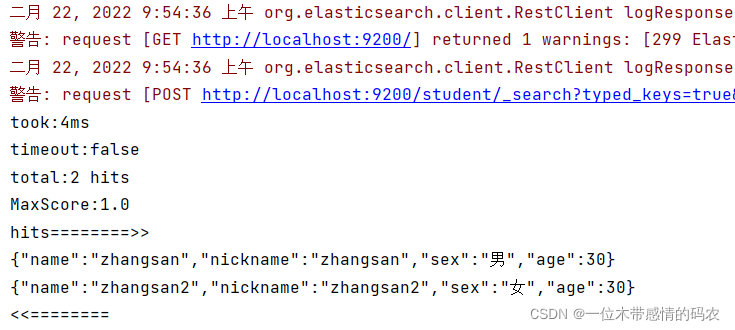 二月 22, 2022 9:54:36 上午 org.elasticsearch.client.RestClient logResponse
警告: request [GET http://localhost:9200/] returned 1 warnings: [299 Elas
二月 22, 2022 9:54:36 上午 org.elasticsearch.client.RestClient logResponse
警告: request [POST http://localhost:9200/student/_search?typed_keys=true&
took:4ms
timeout:false
total:2 hits
MaxScore:1.0
hits========>>
{"name":"zhangsan","nickname":"zhangsan","sex":"男","age":30}
{"name":"zhangsan2","nickname":"zhangsan2","sex":"女","age":30}
<<========
CSDN @一位木带感情的码农